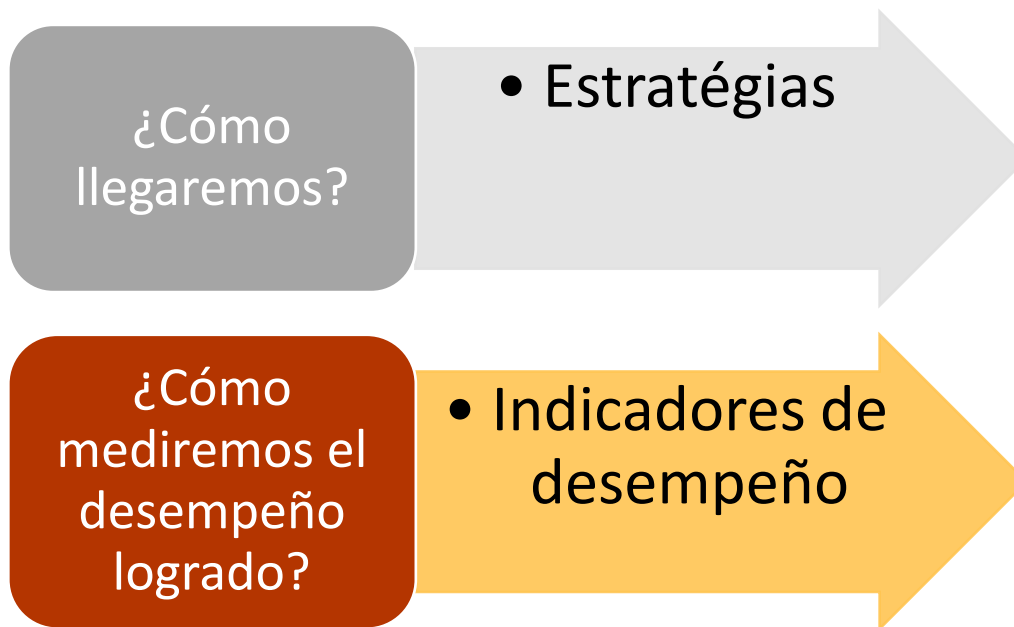 ¿Cómo
llegaremos?
• Estratégias
¿Cómo
mediremos el
desempeño
logrado?
• Indicadores de
desempeño